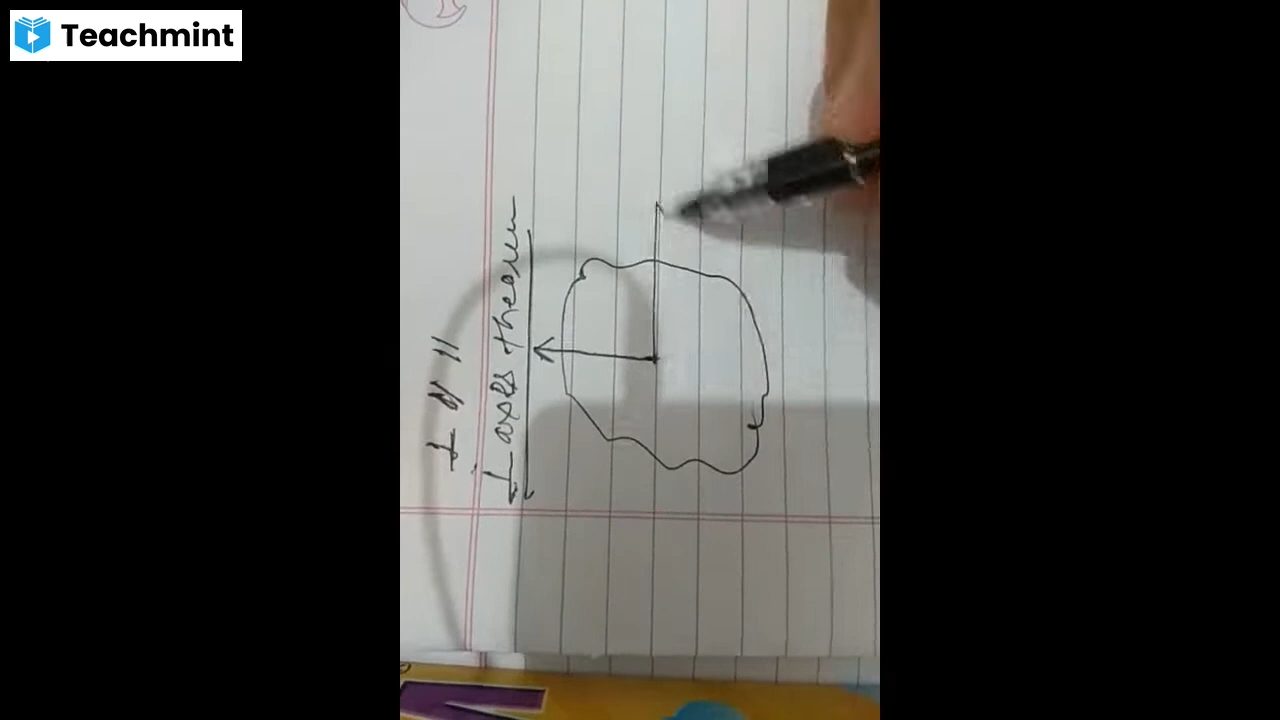 Teachmint
⊥ & ||
⊥ axes theorem